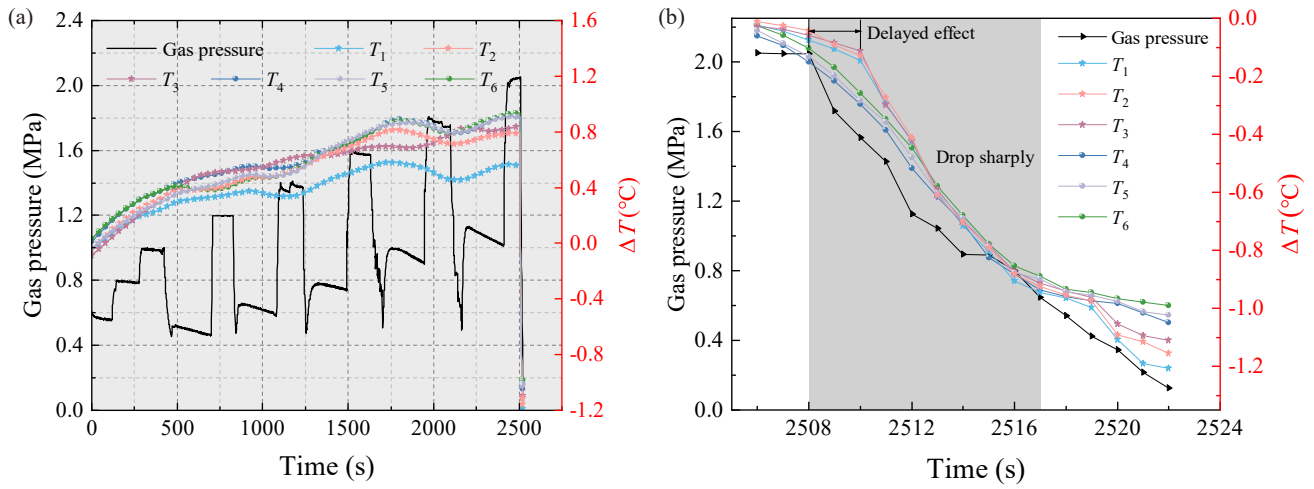 (a)
2.4
2.0
1.6
1.2
0.8
0.4
0.0
Gas pressure (MPa)
Gas pressure
T1
T2
T3
T4
T5
T6
1.6
1.2
0.8
0.4
0.0
-0.4
-0.8
-1.2
ΔT (°C)
0
500
1000
1500
2000
2500
Time (s)
(b)
2.0
1.6
1.2
0.8
0.4
0.0
Gas pressure (MPa)
Delayed effect
Drop sharply
Gas pressure
T1
T2
T3
T4
T5
T6
0.0
-0.2
-0.4
-0.6
-0.8
-1.0
-1.2
ΔT (°C)
2508
2512
2516
2520
2524
Time (s)